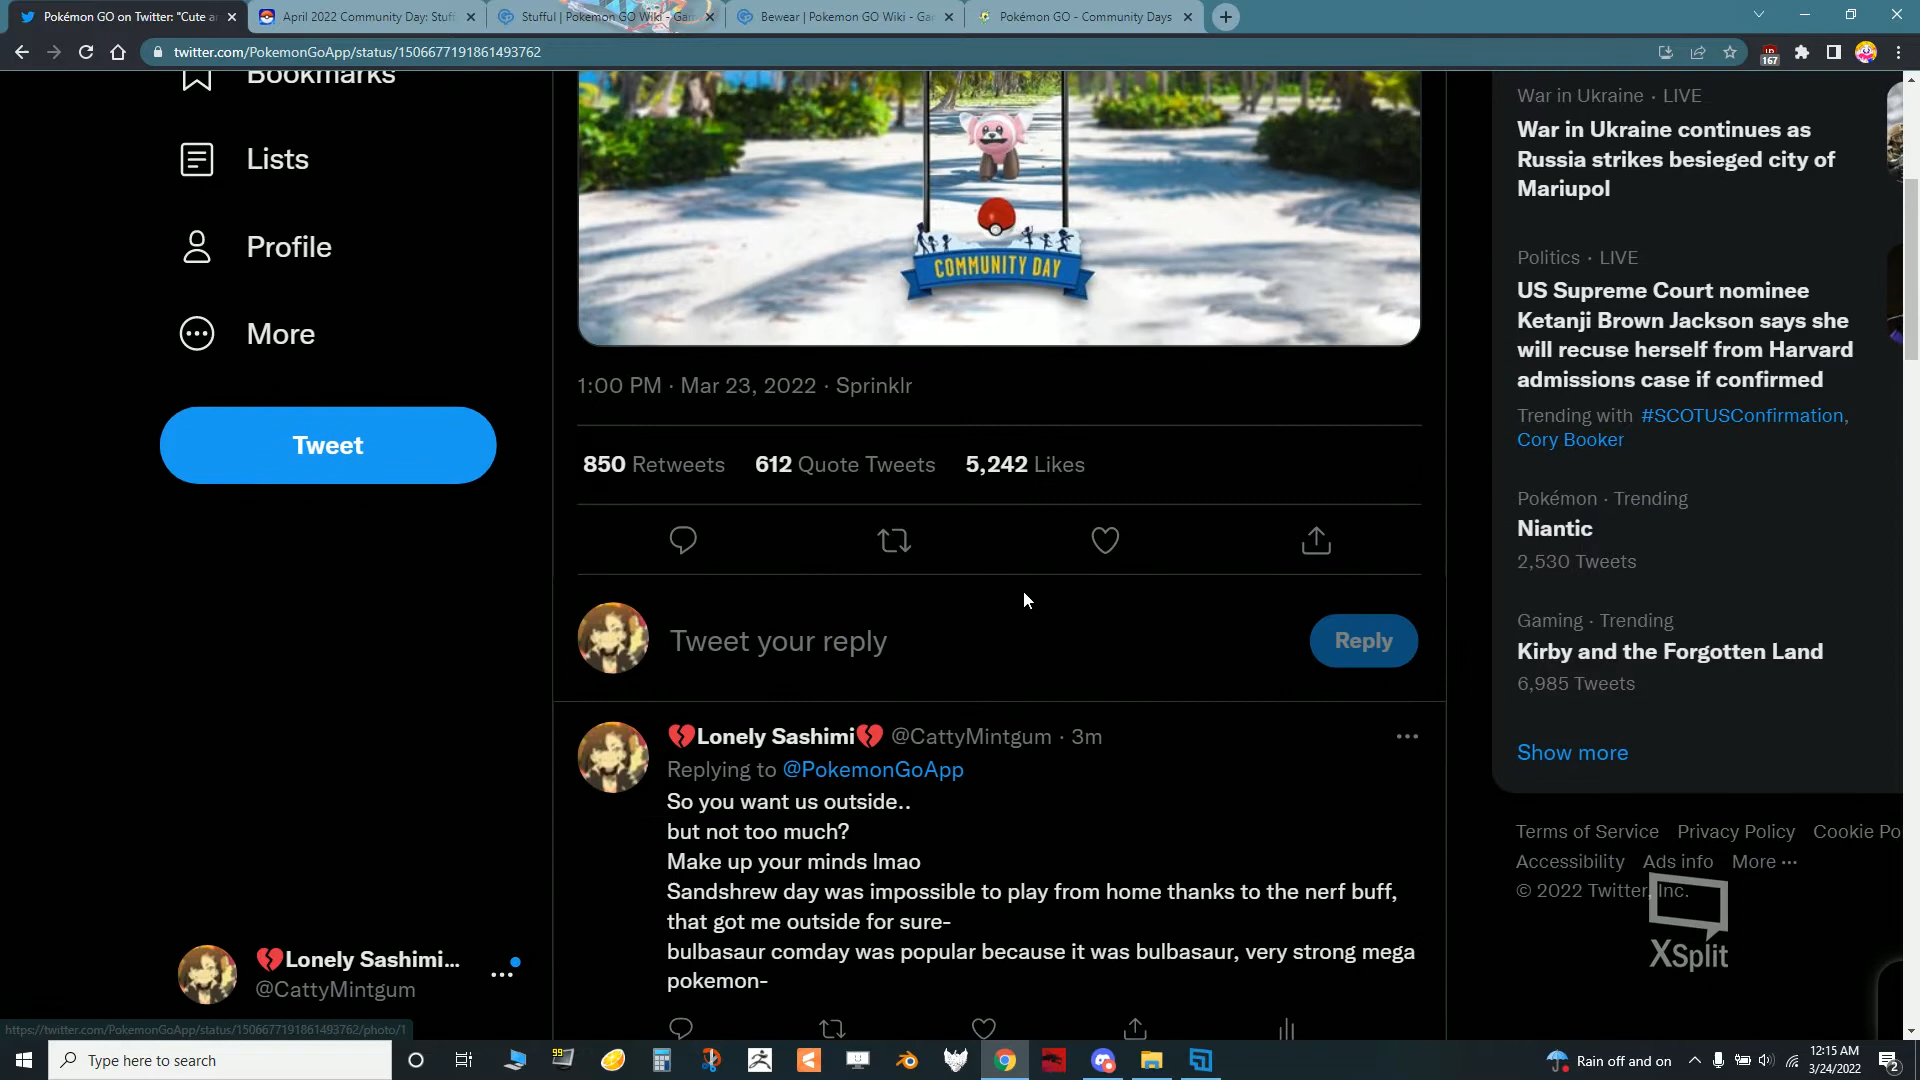 Pokémon GO on Twitter: "Cute a
April 2022 Community Day: Stuff
Stufful | Pokemon GO Wiki - Gam
Bewear | Pokemon GO Wiki - Ga
Pokémon GO - Community Days
twitter.com/PokemonGoApp/status/1506677191861493762
167
Bookmarks
Lists
Profile
More
Tweet
COMMUNITY DAY
1:00 PM · Mar 23, 2022 · Sprinklr
850 Retweets 612 Quote Tweets 5,242 Likes
Tweet your reply
Reply
Lonely Sashimi @CattyMintgum · 3m
Replying to @PokemonGoApp
So you want us outside..
but not too much?
Make up your minds lmao
Sandshrew day was impossible to play from home thanks to the nerf buff,
that got me outside for sure-
bulbasaur comday was popular because it was bulbasaur, very strong mega
pokemon-
Lonely Sashimi...
@CattyMintgum
War in Ukraine · LIVE
War in Ukraine continues as
Russia strikes besieged city of
Mariupol
Politics · LIVE
US Supreme Court nominee
Ketanji Brown Jackson says she
will recuse herself from Harvard
admissions case if confirmed
Trending with #SCOTUSConfirmation,
Cory Booker
Pokémon · Trending
Niantic
2,530 Tweets
Gaming · Trending
Kirby and the Forgotten Land
6,985 Tweets
Show more
Terms of Service Privacy Policy Cookie Po
Accessibility Ads info More ···
© 2022 Twitter, Inc.
XSplit
https://twitter.com/PokemonGoApp/status/1506677191861493762/photo/1
Type here to search
99
Rain off and on
12:15 AM
3/24/2022
2